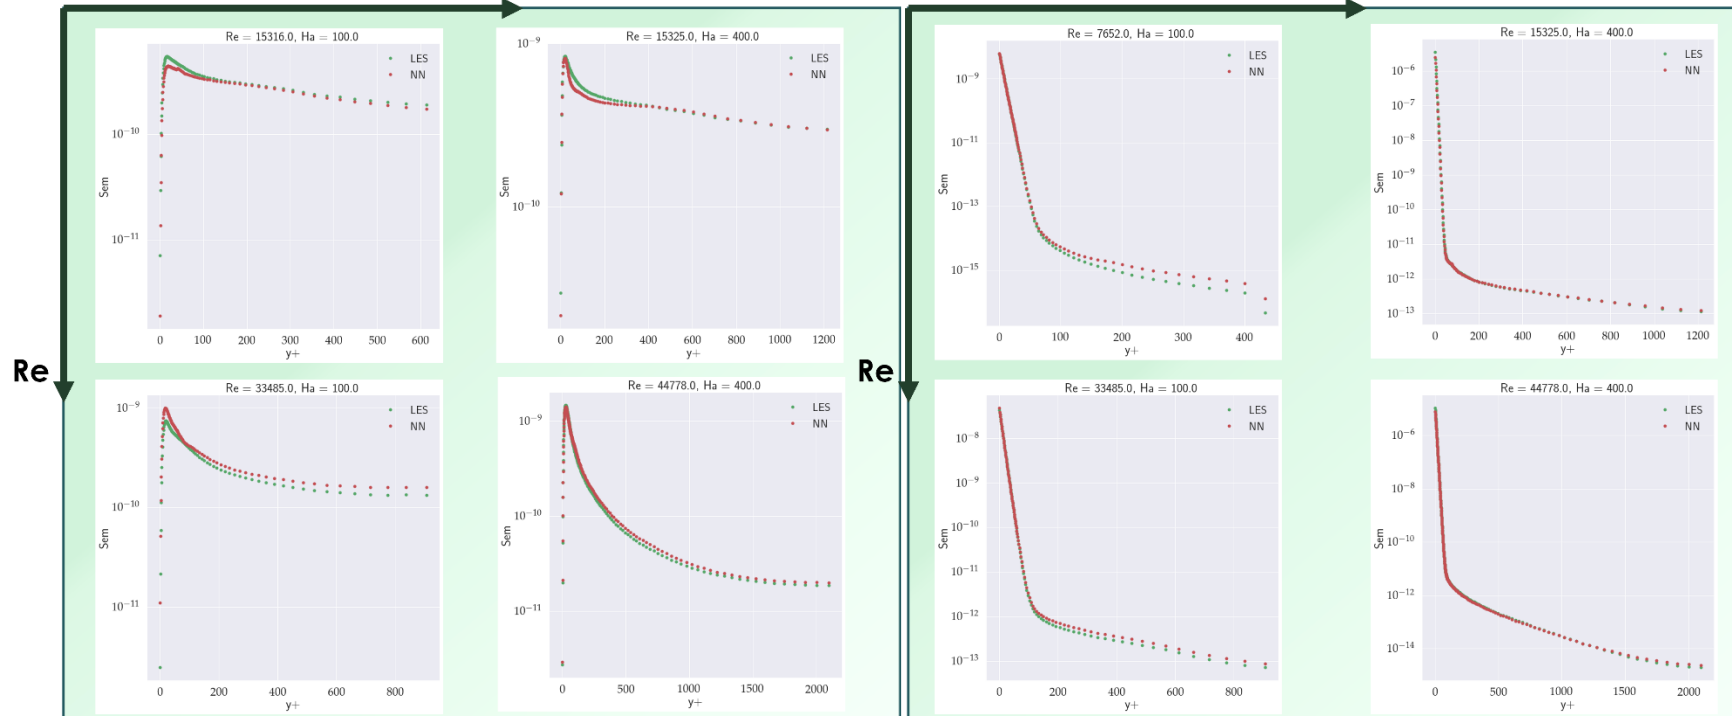 Re = 15316.0, Ha = 100.0
LES
NN
10⁻¹⁰
10⁻¹¹
Sem
0 100 200 300 400 500 600
y+
Re = 15325.0, Ha = 400.0
LES
NN
10⁻⁹
10⁻¹⁰
Sem
0 200 400 600 800 1000 1200
y+
Re = 7652.0, Ha = 100.0
LES
NN
10⁻⁹
10⁻¹¹
10⁻¹³
10⁻¹⁵
Sem
0 100 200 300 400
y+
Re = 15325.0, Ha = 400.0
LES
NN
10⁻⁶
10⁻⁷
10⁻⁸
10⁻⁹
10⁻¹⁰
10⁻¹¹
10⁻¹²
10⁻¹³
Sem
0 200 400 600 800 1000 1200
y+
Re
Re
Re = 33485.0, Ha = 100.0
LES
NN
10⁻⁹
10⁻¹⁰
10⁻¹¹
Sem
0 200 400 600 800
y+
Re = 44778.0, Ha = 400.0
LES
NN
10⁻⁹
10⁻¹⁰
10⁻¹¹
Sem
0 500 1000 1500 2000
y+
Re = 33485.0, Ha = 100.0
LES
NN
10⁻⁸
10⁻⁹
10⁻¹⁰
10⁻¹¹
10⁻¹²
10⁻¹³
Sem
0 200 400 600 800
y+
Re = 44778.0, Ha = 400.0
LES
NN
10⁻⁶
10⁻⁸
10⁻¹⁰
10⁻¹²
10⁻¹⁴
Sem
0 500 1000 1500 2000
y+